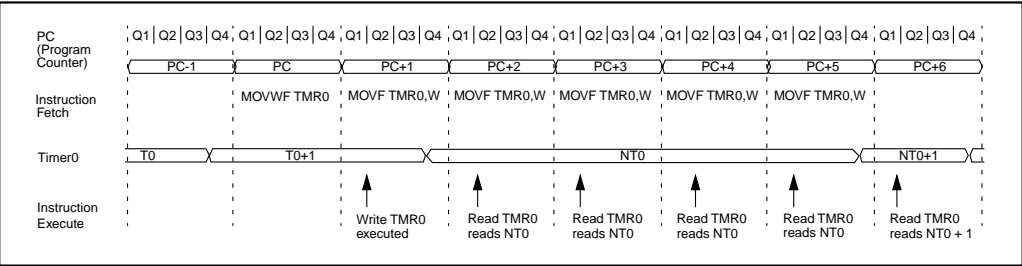 PC
(Program
Counter)
Q1 Q2 Q3 Q4 Q1 Q2 Q3 Q4 Q1 Q2 Q3 Q4 Q1 Q2 Q3 Q4 Q1 Q2 Q3 Q4 Q1 Q2 Q3 Q4 Q1 Q2 Q3 Q4 Q1 Q2 Q3 Q4
PC-1 PC PC+1 PC+2 PC+3 PC+4 PC+5 PC+6
Instruction
Fetch
MOVWF TMR0 MOVF TMR0,W MOVF TMR0,W MOVF TMR0,W MOVF TMR0,W MOVF TMR0,W
Timer0
T0 T0+1 NT0 NT0+1
Instruction
Execute
Write TMR0
executed
Read TMR0
reads NT0
Read TMR0
reads NT0
Read TMR0
reads NT0
Read TMR0
reads NT0
Read TMR0
reads NT0 + 1